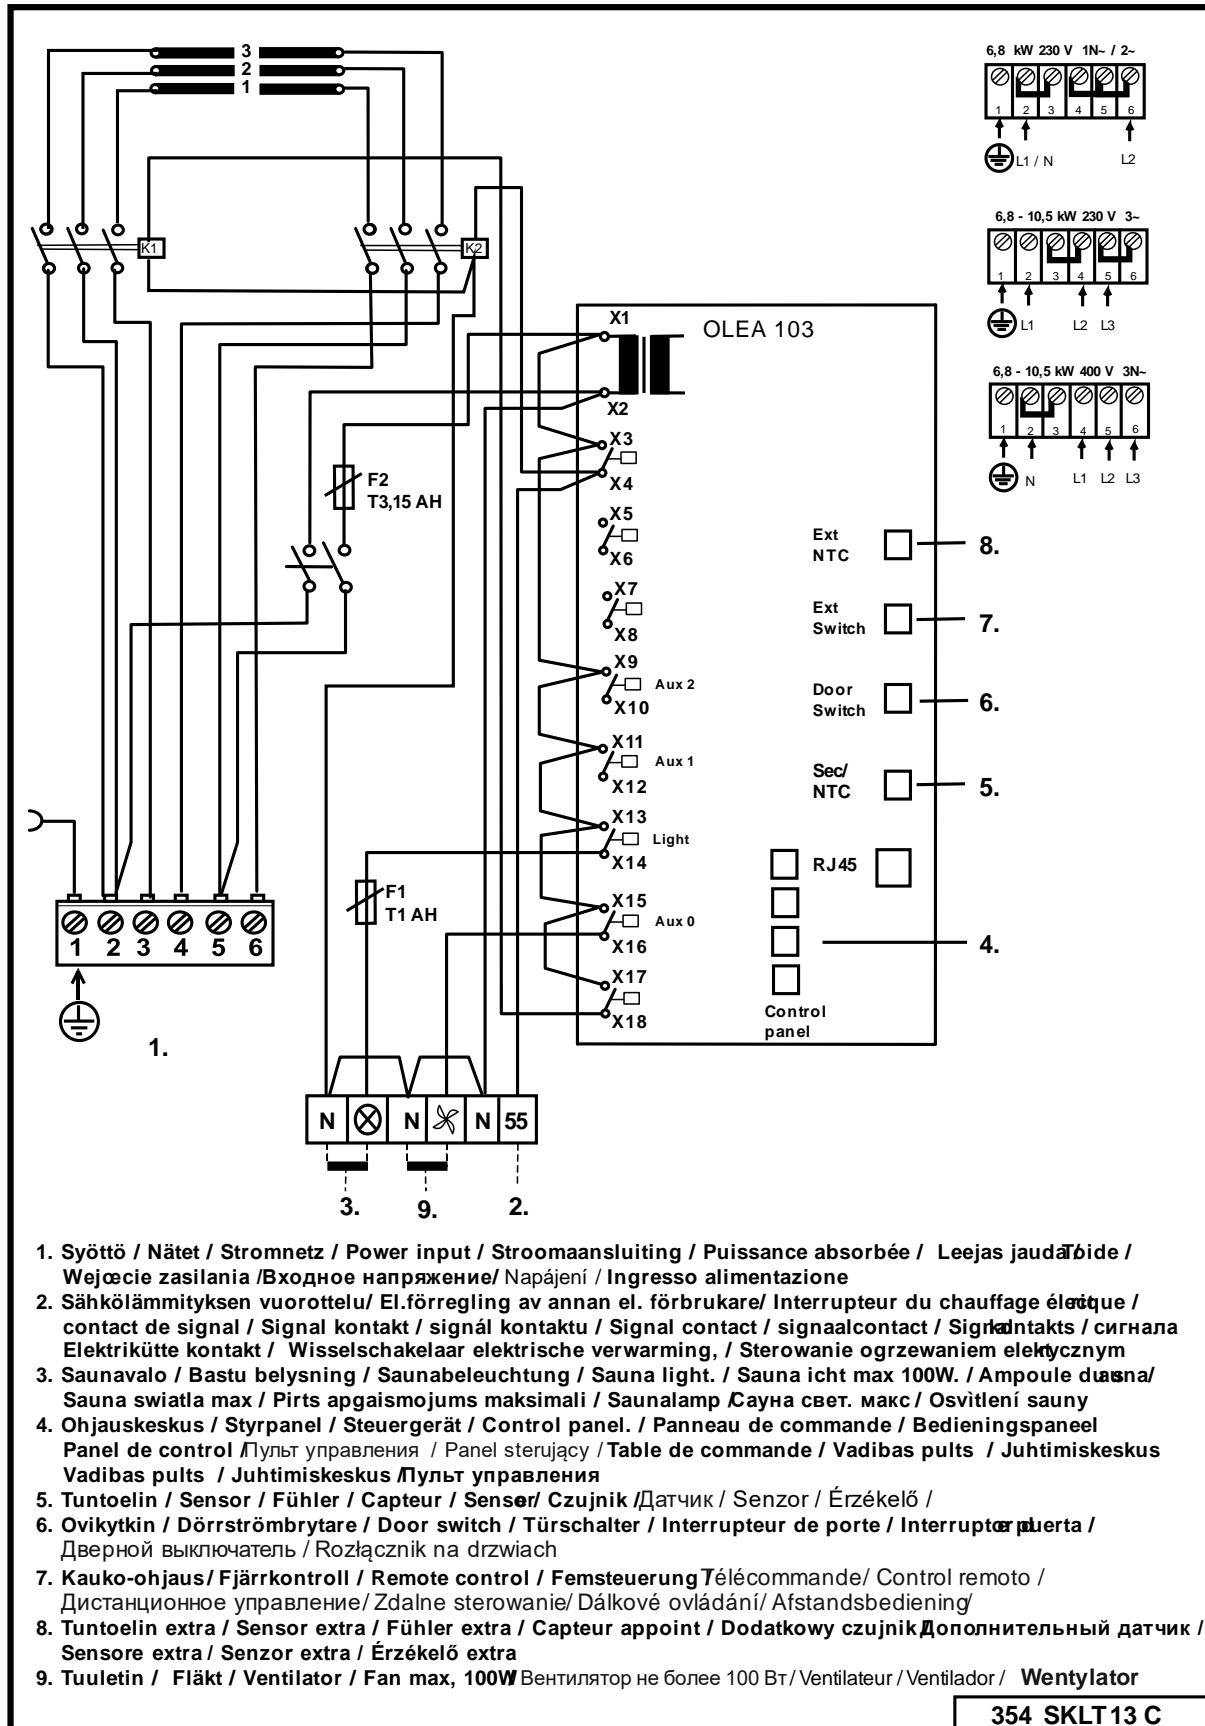 3
2
1
K1
K2
6,8 kW 230 V 1N~ / 2~
1 2 3 4 5 6
L1 / N L2
6,8 - 10,5 kW 230 V 3~
1 2 3 4 5 6
L1 L2 L3
6,8 - 10,5 kW 400 V 3N~
1 2 3 4 5 6
N L1 L2 L3
OLEA 103
X1
X2
X3
X4
X5
X6
X7
X8
X9
Aux 2
X10
X11
Aux 1
X12
X13
Light
X14
X15
Aux 0
X16
X17
X18
F2
T3,15 AH
F1
T1 AH
Ext
NTC
8.
Ext
Switch
7.
Door
Switch
6.
Sec/
NTC
5.
RJ45
4.
Control
panel
1 2 3 4 5 6
1.
N N N 55
3. 9. 2.
1. Syöttö / Nätet / Stromnetz / Power input / Stroomaansluiting / Puissance absorbée / Leejas jauda / Toide /
Wejœcie zasilania /Входное напряжение/ Napájení / Ingresso alimentazione
2. Sähkölämmityksen vuorottelu/ El.förregling av annan el. förbrukare/ Interrupteur du chauffage électrique /
contact de signal / Signal kontakt / signál kontaktu / Signal contact / signaalcontact / Signalkontakts / сигнала
Elektrikütte kontakt / Wisselschakelaar elektrische verwarming, / Sterowanie ogrzewaniem elektrycznym
3. Saunavalo / Bastu belysning / Saunabeleuchtung / Sauna light. / Sauna icht max 100W. / Ampoule du sauna/
Sauna swiatla max / Pirts apgaismojums maksimali / Saunalamp /Сауна свет. макс / Osvìtlení sauny
4. Ohjauskeskus / Styrpanel / Steuergerät / Control panel. / Panneau de commande / Bedieningspaneel
Panel de control /Пульт управления / Panel sterujący / Table de commande / Vadibas pults / Juhtimiskeskus
Vadibas pults / Juhtimiskeskus /Пульт управления
5. Tuntoelin / Sensor / Fühler / Capteur / Sensor/ Czujnik /Датчик / Senzor / Érzékelő /
6. Ovikytkin / Dörrströmbrytare / Door switch / Türschalter / Interrupteur de porte / Interruptor puerta /
Дверной выключатель / Rozłącznik na drzwiach
7. Kauko-ohjaus/ Fjärrkontroll / Remote control / Femsteuerung Télécommande/ Control remoto /
Дистанционное управление/ Zdalne sterowanie/ Dálkové ovládání/ Afstandsbediening/
8. Tuntoelin extra / Sensor extra / Fühler extra / Capteur appoint / Dodatkowy czujnik Дополнительный датчик /
Sensore extra / Senzor extra / Érzékelő extra
9. Tuuletin / Fläkt / Ventilator / Fan max, 100W/ Вентилятор не более 100 Вт/ Ventilateur / Ventilador / Wentylator
354 SKLT 13 C